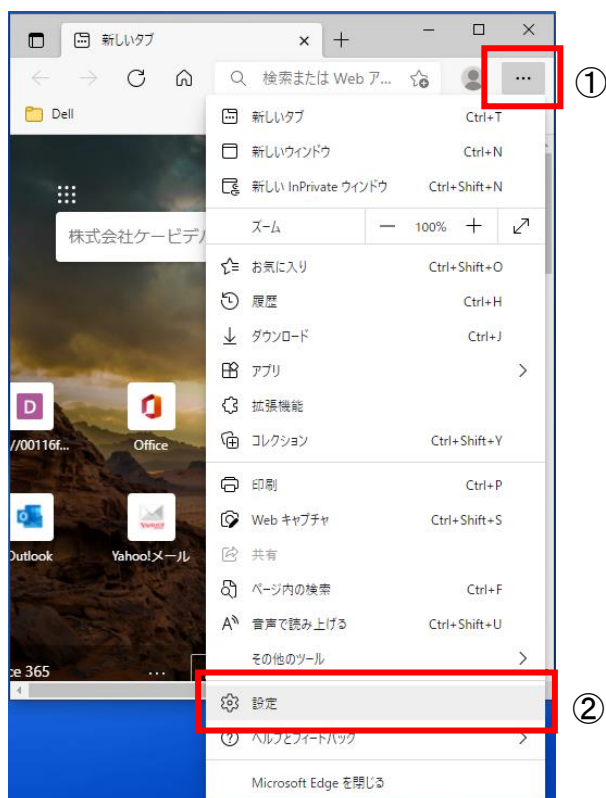 新しいタブ
①
検索または Web ア...
Dell
新しいタブ Ctrl+T
新しいウィンドウ Ctrl+N
新しい InPrivate ウィンドウ Ctrl+Shift+N
ズーム 100%
株式会社ケービデバ
お気に入り Ctrl+Shift+O
履歴 Ctrl+H
ダウンロード Ctrl+J
アプリ
D
拡張機能
//00116f... Office
コレクション Ctrl+Shift+Y
印刷 Ctrl+P
Web キャプチャ Ctrl+Shift+S
共有
Outlook Yahoo!メール
ページ内の検索 Ctrl+F
音声で読み上げる Ctrl+Shift+U
その他のツール
ce 365 ...
設定
②
ヘルプとフィードバック
Microsoft Edge を閉じる